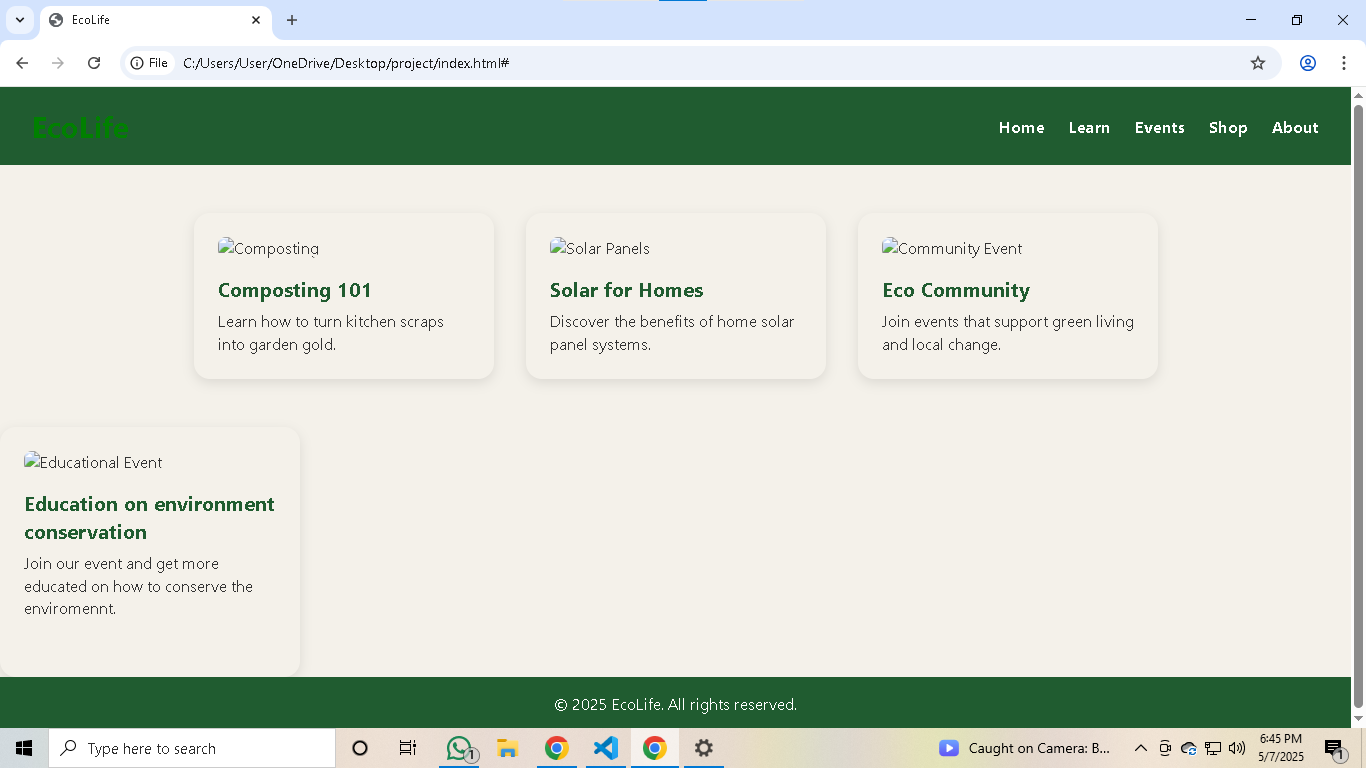 EcoLife
File C:/Users/User/OneDrive/Desktop/project/index.html#
EcoLife
Home Learn Events Shop About
Composting
Composting 101
Learn how to turn kitchen scraps
into garden gold.
Solar Panels
Solar for Homes
Discover the benefits of home solar
panel systems.
Community Event
Eco Community
Join events that support green living
and local change.
Educational Event
Education on environment
conservation
Join our event and get more
educated on how to conserve the
enviromennt.
© 2025 EcoLife. All rights reserved.
Type here to search
1
Caught on Camera: B...
6:45 PM
5/7/2025
1